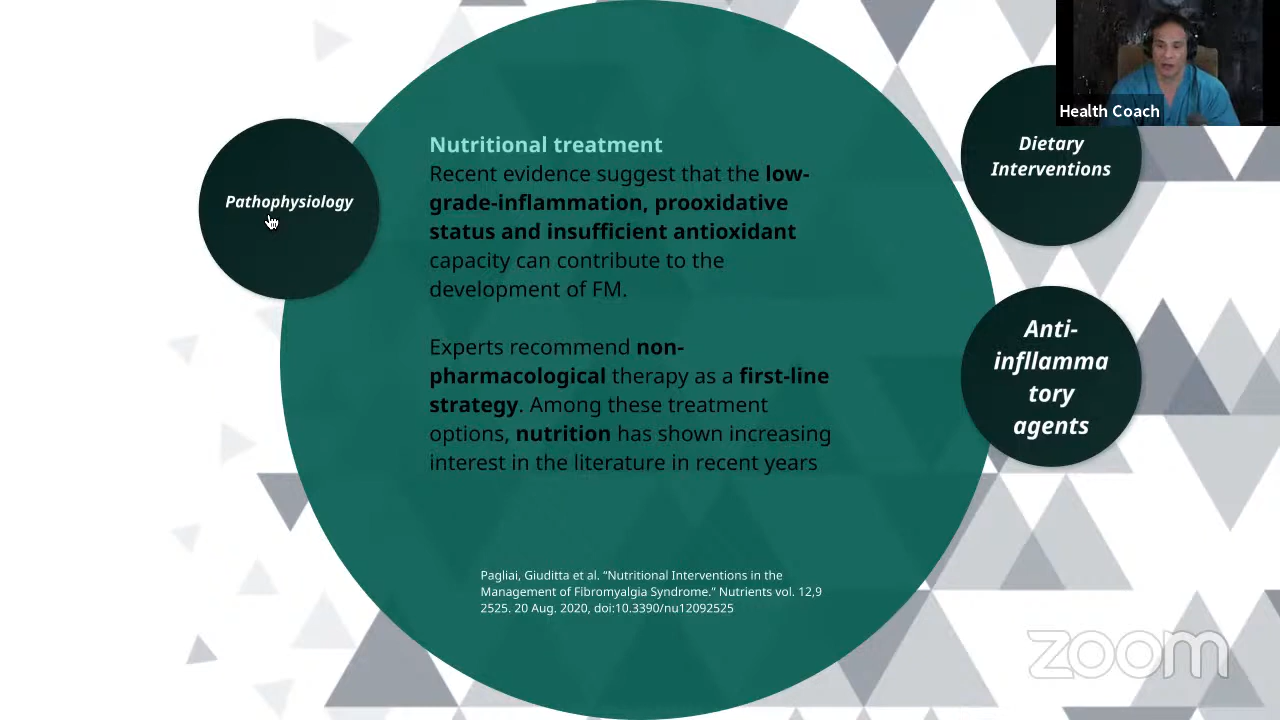 Health Coach
Pathophysiology
Nutritional treatment
Recent evidence suggest that the low-
grade-inflammation, prooxidative
status and insufficient antioxidant
capacity can contribute to the
development of FM.
Experts recommend non-
pharmacological therapy as a first-line
strategy. Among these treatment
options, nutrition has shown increasing
interest in the literature in recent years
Pagliai, Giuditta et al. “Nutritional Interventions in the
Management of Fibromyalgia Syndrome.” Nutrients vol. 12,9
2525. 20 Aug. 2020, doi:10.3390/nu12092525
Dietary
Interventions
Anti-
infllamma
tory
agents
zoom